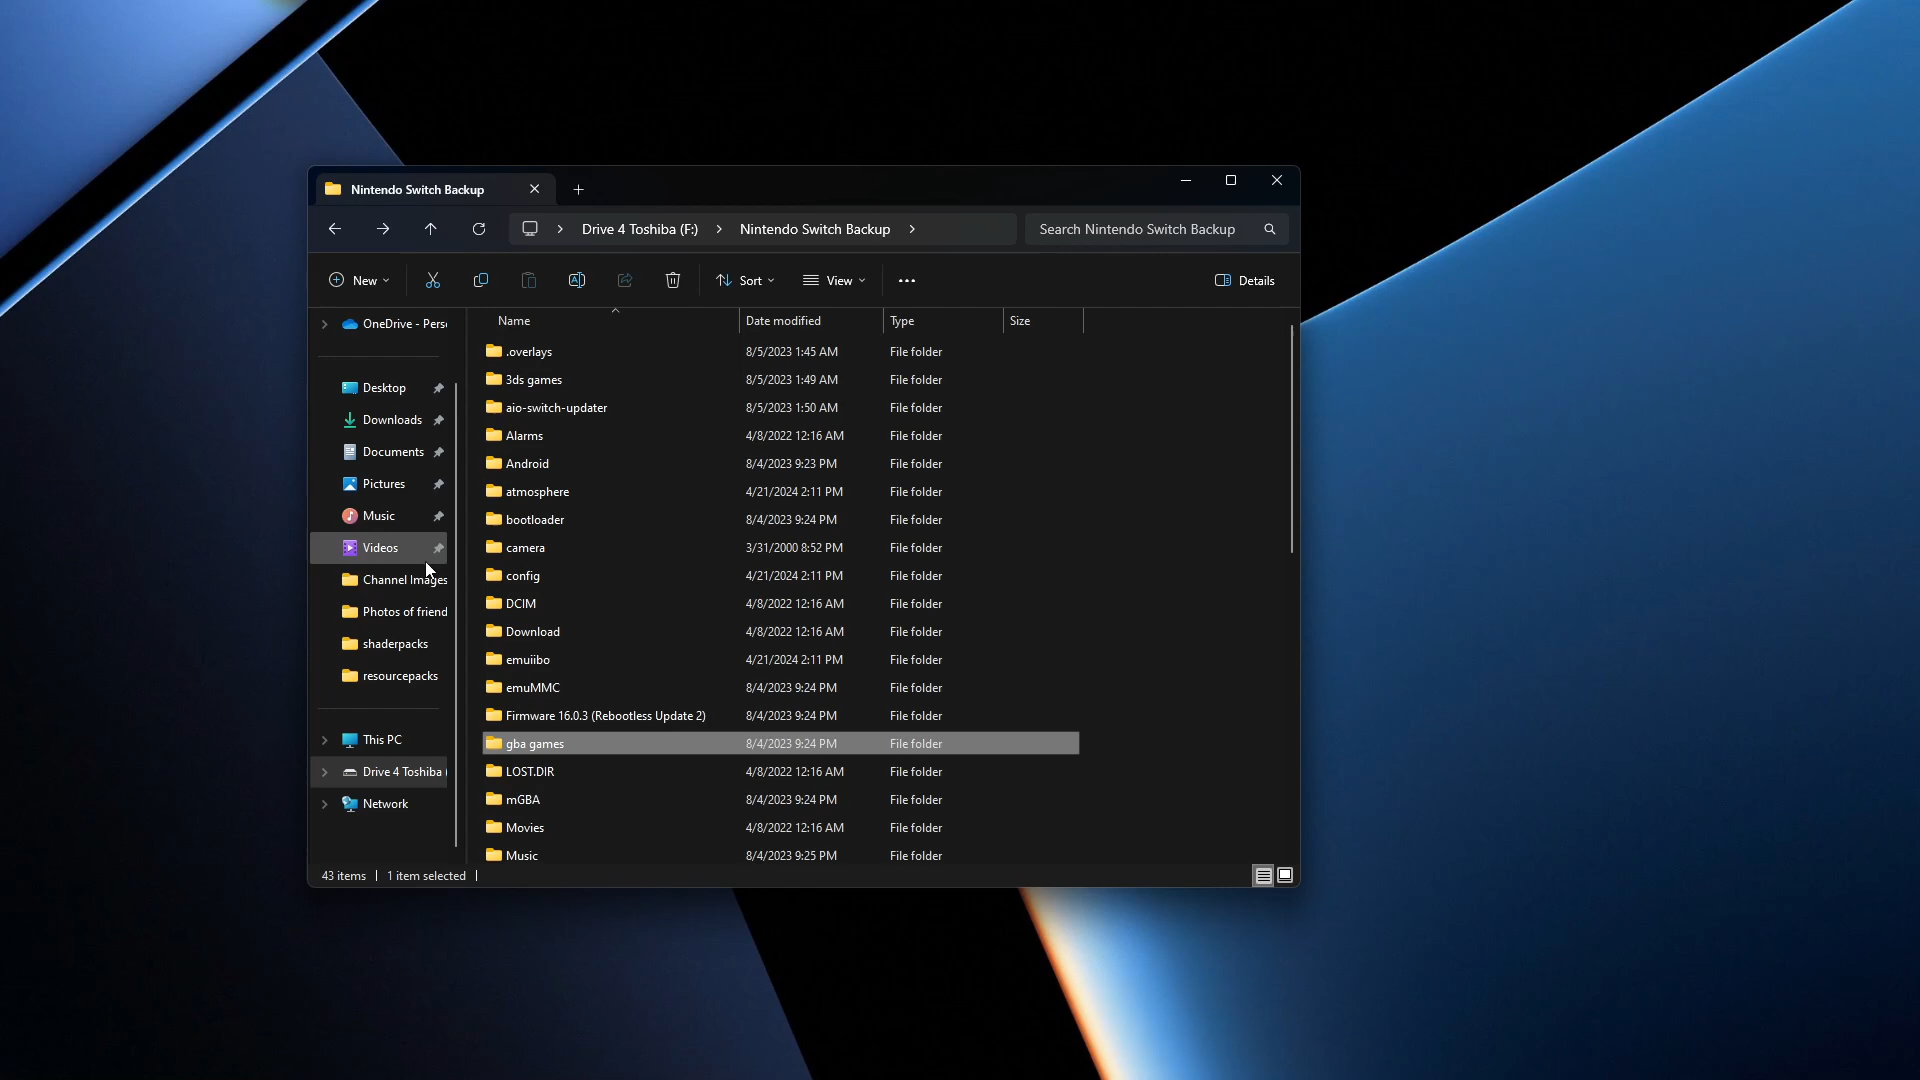 Nintendo Switch Backup
Drive 4 Toshiba (F:) Nintendo Switch Backup
Search Nintendo Switch Backup
New
Sort
View
Details
OneDrive - Pers
Desktop
Downloads
Documents
Pictures
Music
Videos
Channel Images
Photos of friend
shaderpacks
resourcepacks
This PC
Drive 4 Toshiba (
Network
Name Date modified Type Size
.overlays 8/5/2023 1:45 AM File folder
3ds games 8/5/2023 1:49 AM File folder
aio-switch-updater 8/5/2023 1:50 AM File folder
Alarms 4/8/2022 12:16 AM File folder
Android 8/4/2023 9:23 PM File folder
atmosphere 4/21/2024 2:11 PM File folder
bootloader 8/4/2023 9:24 PM File folder
camera 3/31/2000 8:52 PM File folder
config 4/21/2024 2:11 PM File folder
DCIM 4/8/2022 12:16 AM File folder
Download 4/8/2022 12:16 AM File folder
emuiibo 4/21/2024 2:11 PM File folder
emuMMC 8/4/2023 9:24 PM File folder
Firmware 16.0.3 (Rebootless Update 2) 8/4/2023 9:24 PM File folder
gba games 8/4/2023 9:24 PM File folder
LOST.DIR 4/8/2022 12:16 AM File folder
mGBA 8/4/2023 9:24 PM File folder
Movies 4/8/2022 12:16 AM File folder
Music 8/4/2023 9:25 PM File folder
43 items 1 item selected